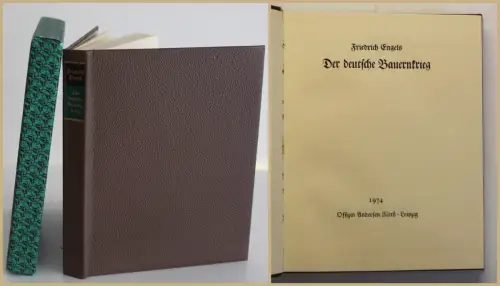 Friedrich Engels
Der deutsche Bauernkrieg
1974
Offizin Andersen Nexö · Leipzig